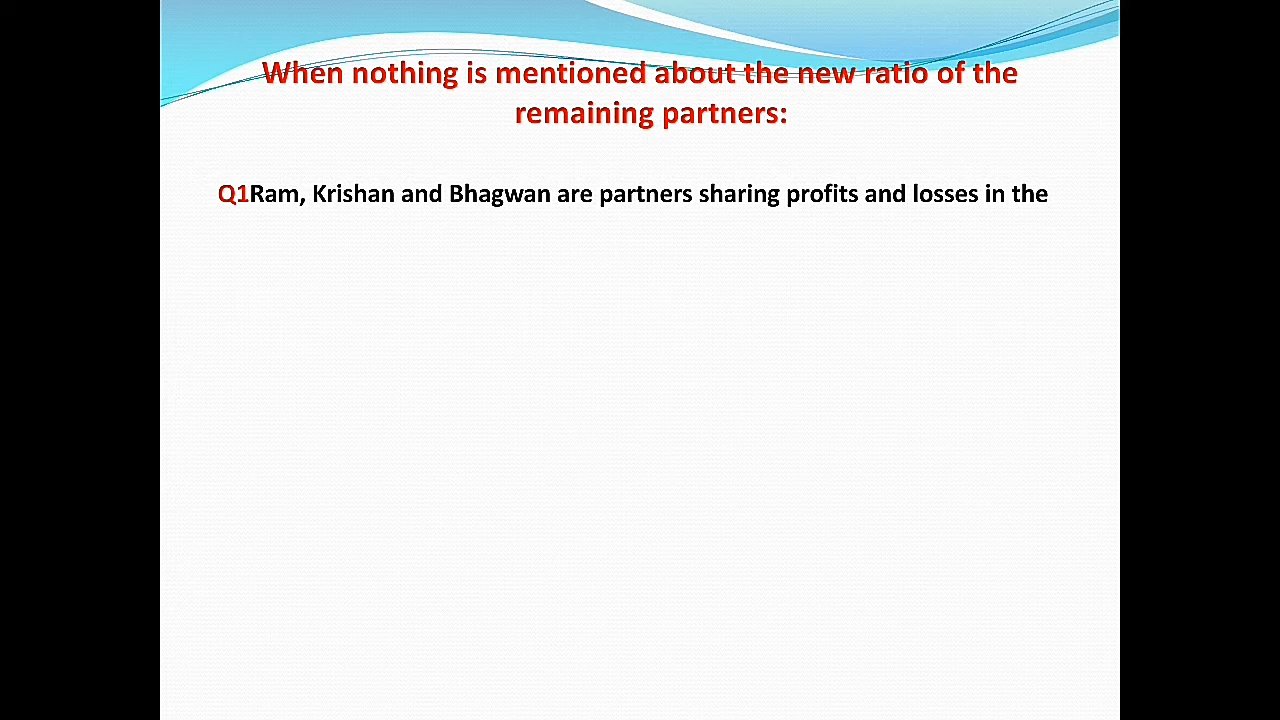 When nothing is mentioned about the new ratio of the
remaining partners:
Q1Ram, Krishan and Bhagwan are partners sharing profits and losses in the